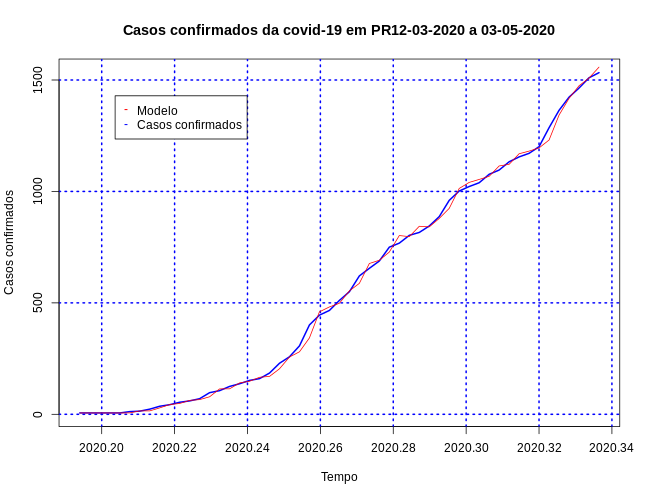 Casos confirmados da covid-19 em PR12-03-2020 a 03-05-2020
1500
1000
500
0
Casos confirmados
- Modelo
- Casos confirmados
2020.20 2020.22 2020.24 2020.26 2020.28 2020.30 2020.32 2020.34
Tempo